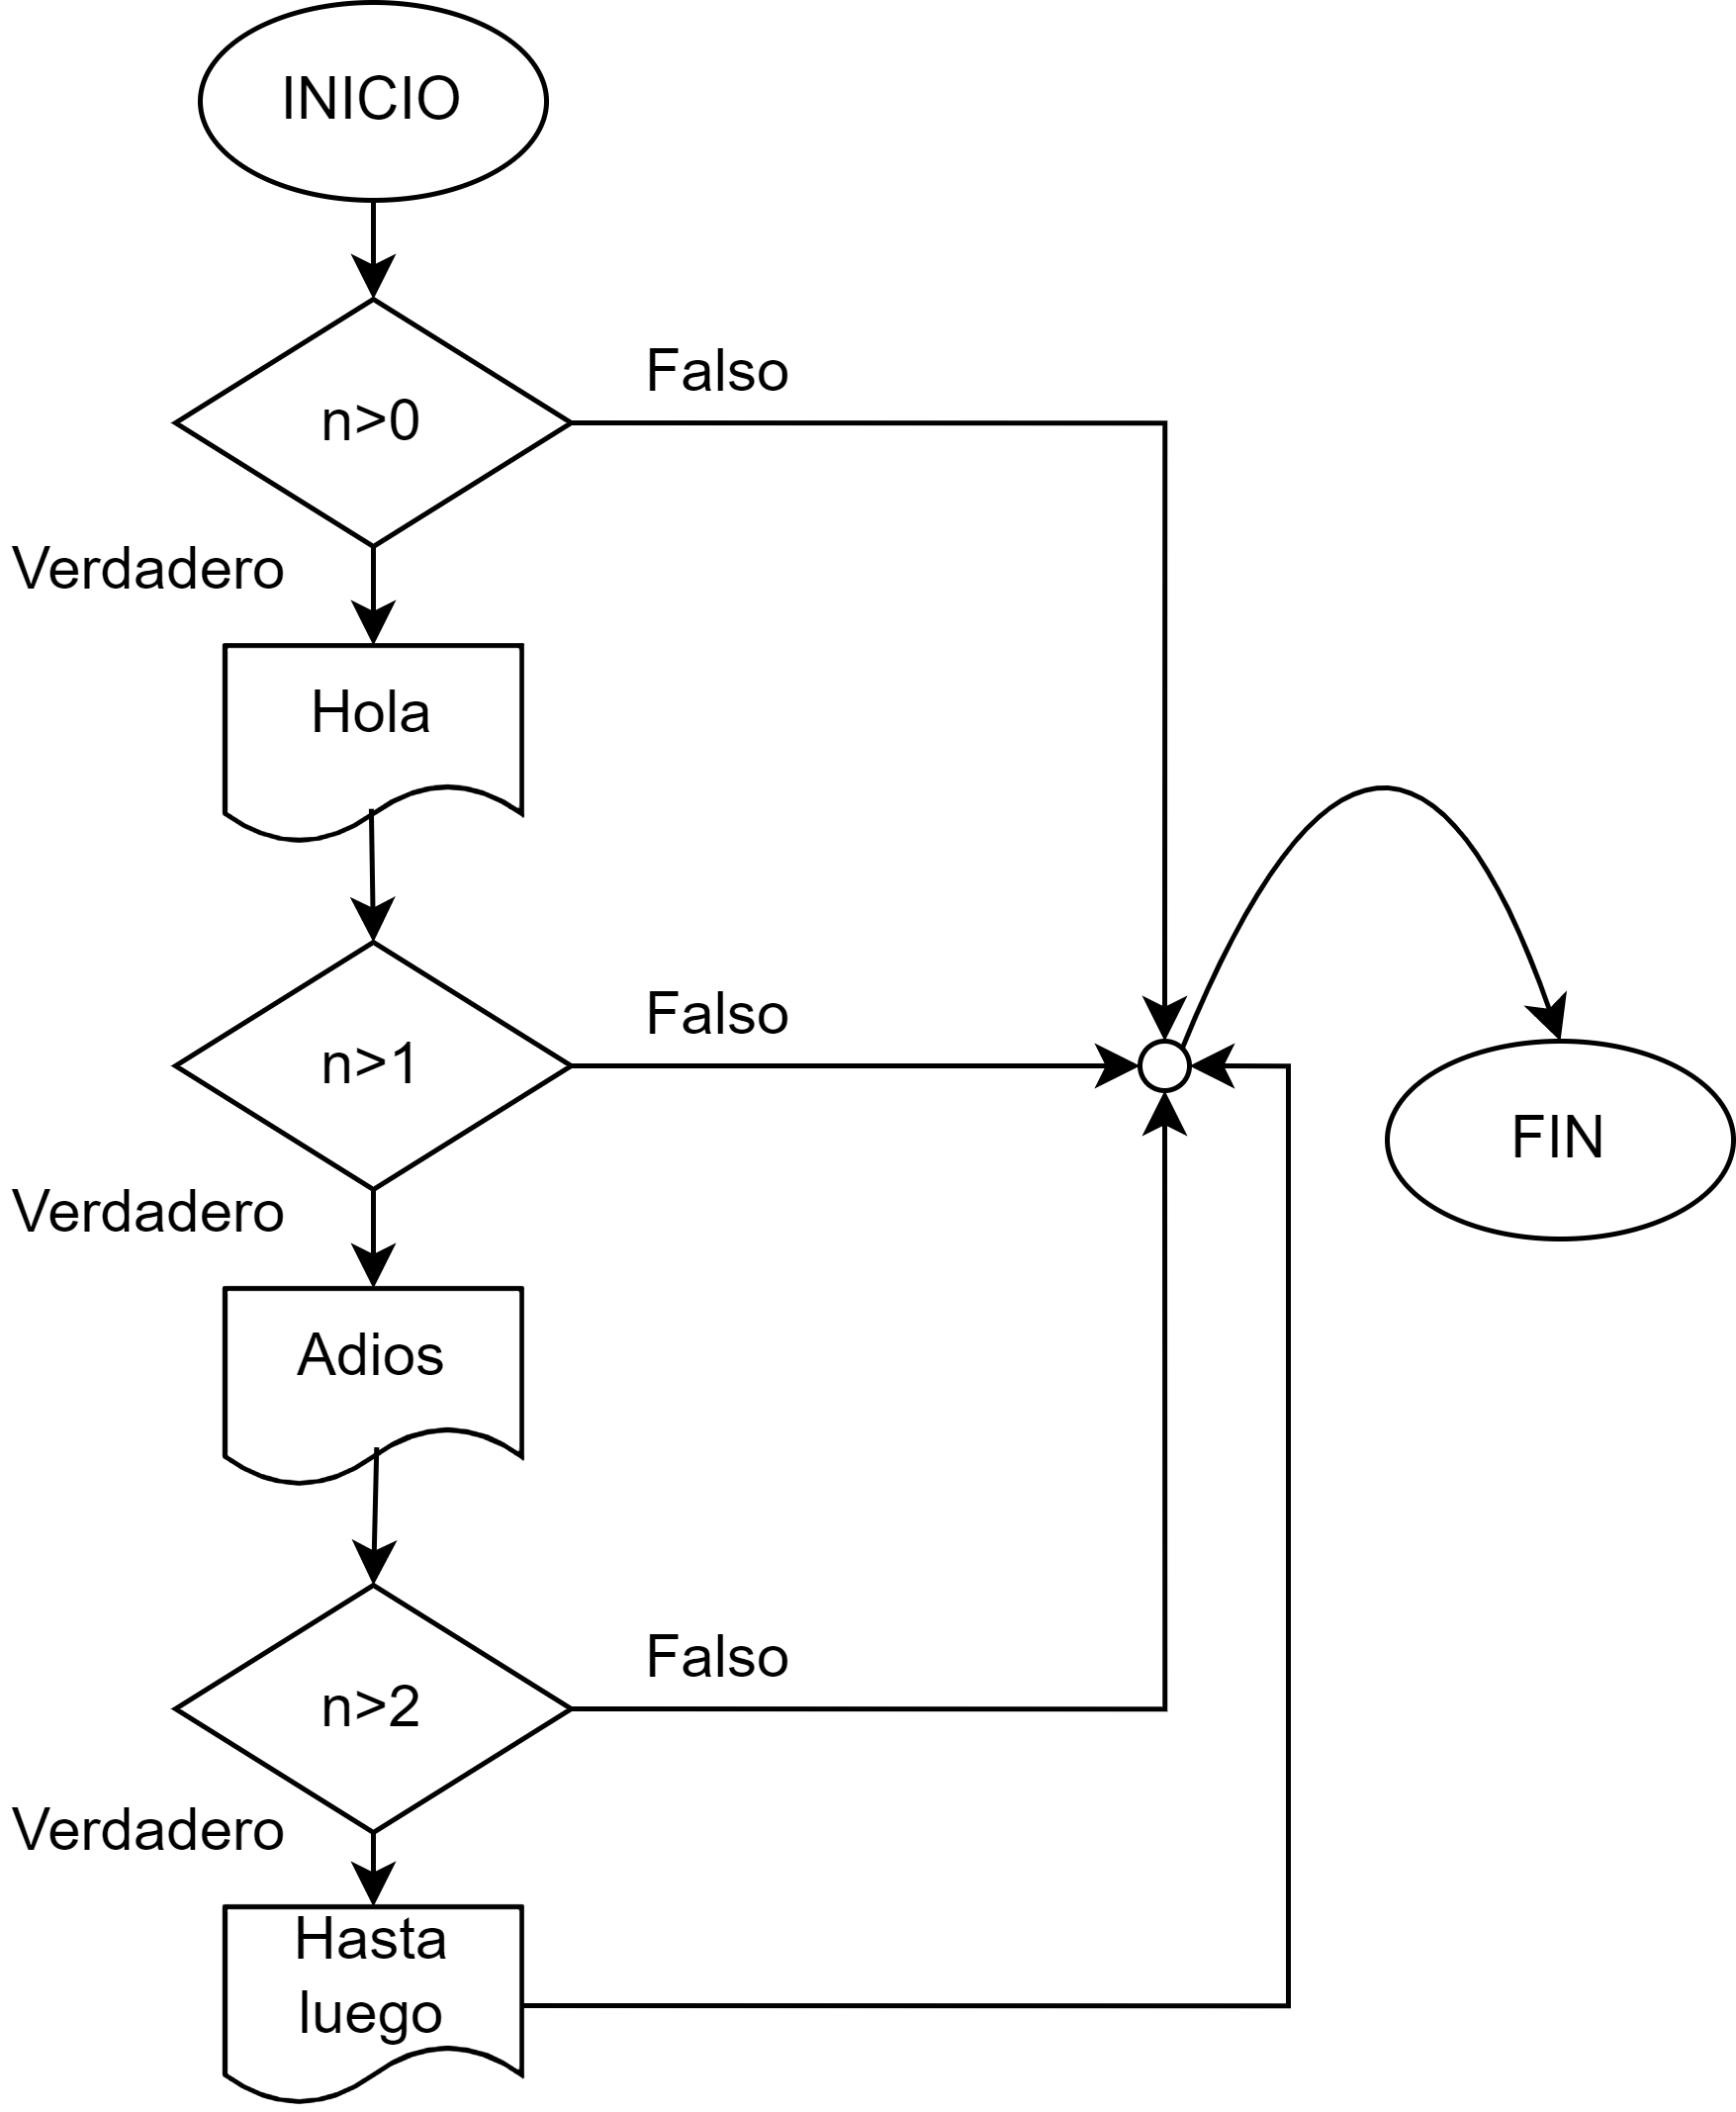 INICIO
n>0
Falso
Verdadero
Hola
n>1
Falso
Verdadero
Adios
FIN
n>2
Falso
Verdadero
Hasta
luego